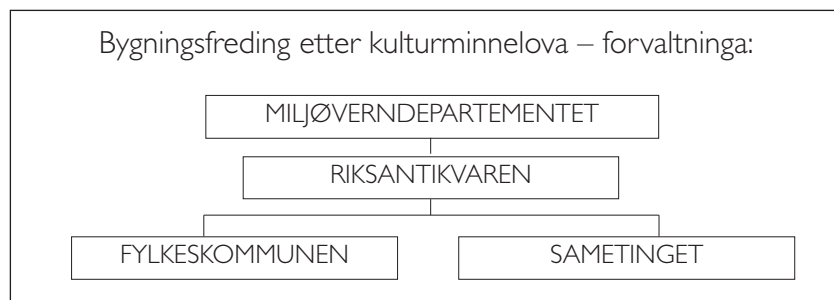 Bygningsfreding etter kulturminnelova – forvaltninga:
MILJØVERNDEPARTEMENTET
RIKSANTIKVAREN
FYLKESKOMMUNEN
SAMETINGET